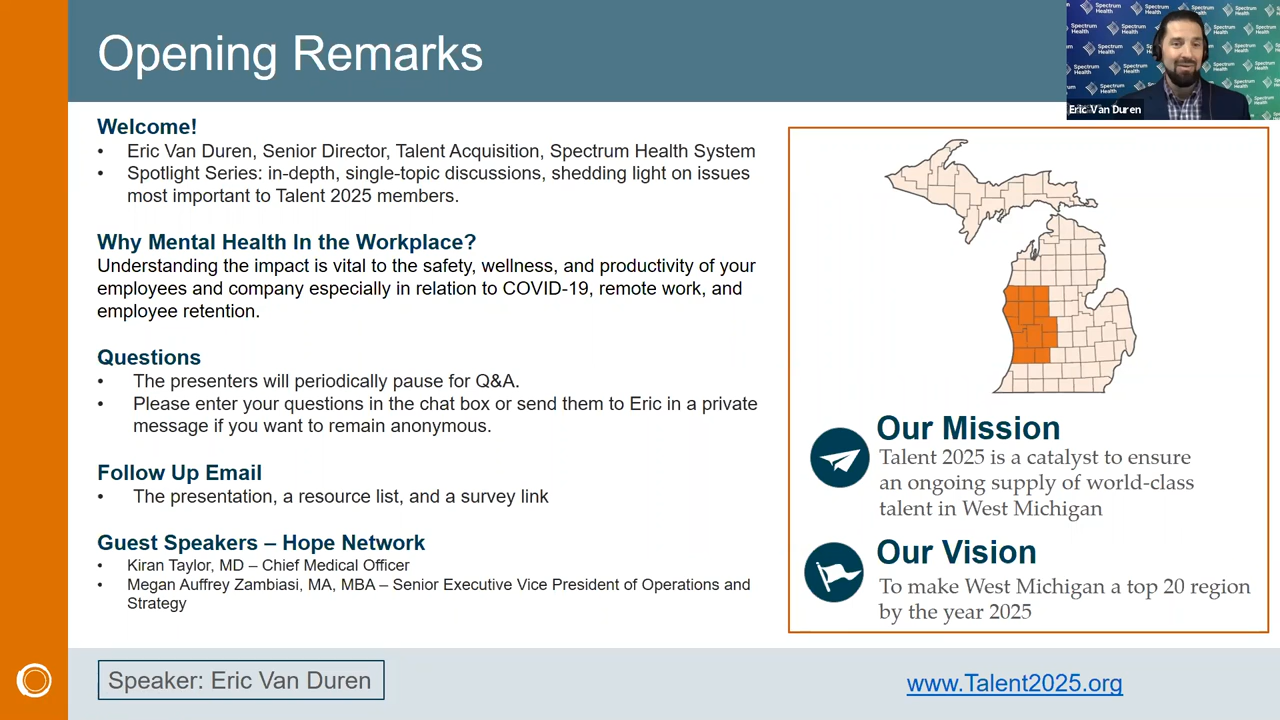 Opening Remarks
Spectrum Health
Eric Van Duren
Welcome!
• Eric Van Duren, Senior Director, Talent Acquisition, Spectrum Health System
• Spotlight Series: in-depth, single-topic discussions, shedding light on issues
most important to Talent 2025 members.
Why Mental Health In the Workplace?
Understanding the impact is vital to the safety, wellness, and productivity of your
employees and company especially in relation to COVID-19, remote work, and
employee retention.
Questions
• The presenters will periodically pause for Q&A.
• Please enter your questions in the chat box or send them to Eric in a private
message if you want to remain anonymous.
Follow Up Email
• The presentation, a resource list, and a survey link
Guest Speakers – Hope Network
• Kiran Taylor, MD – Chief Medical Officer
• Megan Auffrey Zambiasi, MA, MBA – Senior Executive Vice President of Operations and
Strategy
Our Mission
Talent 2025 is a catalyst to ensure
an ongoing supply of world-class
talent in West Michigan
Our Vision
To make West Michigan a top 20 region
by the year 2025
Speaker: Eric Van Duren
www.Talent2025.org